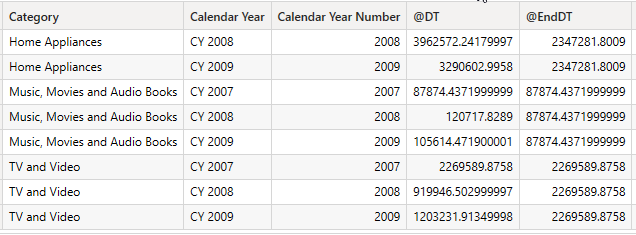 Category Calendar Year Calendar Year Number @DT @EndDT
Home Appliances CY 2008 2008 3962572.24179997 2347281.8009
Home Appliances CY 2009 2009 3290602.9958 2347281.8009
Music, Movies and Audio Books CY 2007 2007 87874.4371999999 87874.4371999999
Music, Movies and Audio Books CY 2008 2008 120717.8289 87874.4371999999
Music, Movies and Audio Books CY 2009 2009 105614.471900001 87874.4371999999
TV and Video CY 2007 2007 2269589.8758 2269589.8758
TV and Video CY 2008 2008 919946.502999997 2269589.8758
TV and Video CY 2009 2009 1203231.91349998 2269589.8758